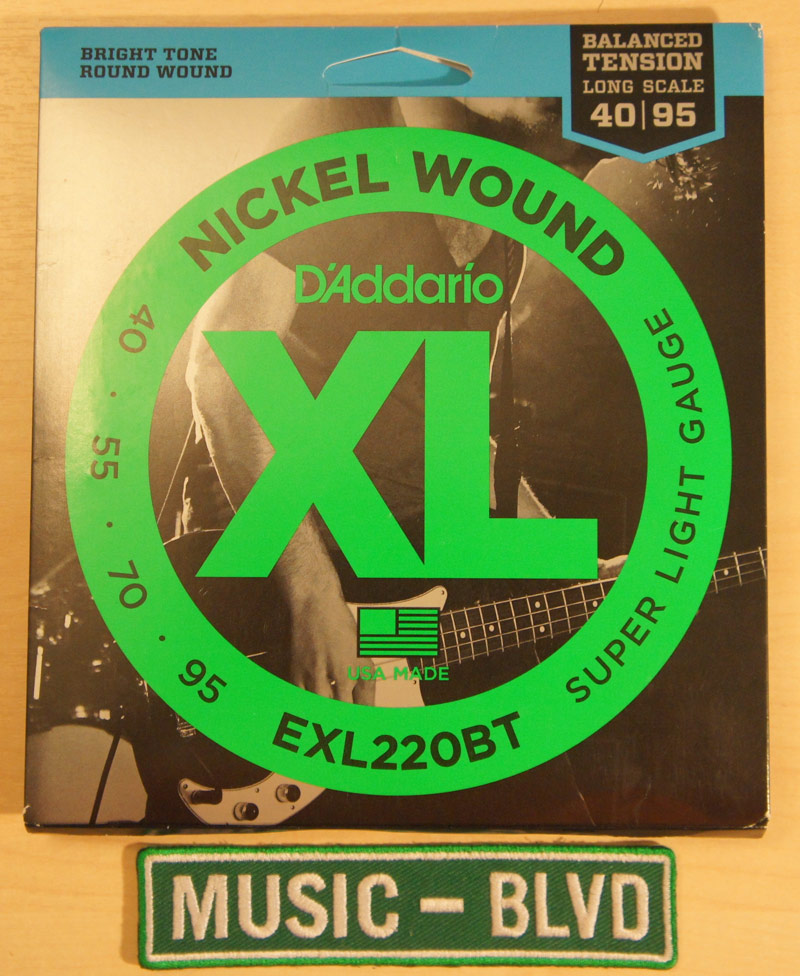 BRIGHT TONE
ROUND WOUND
BALANCED
TENSION
LONG SCALE
40|95
NICKEL WOUND
D'Addario
XL
40 · 55 · 70 · 95
SUPER LIGHT GAUGE
USA MADE
EXL220BT
MUSIC - BLVD